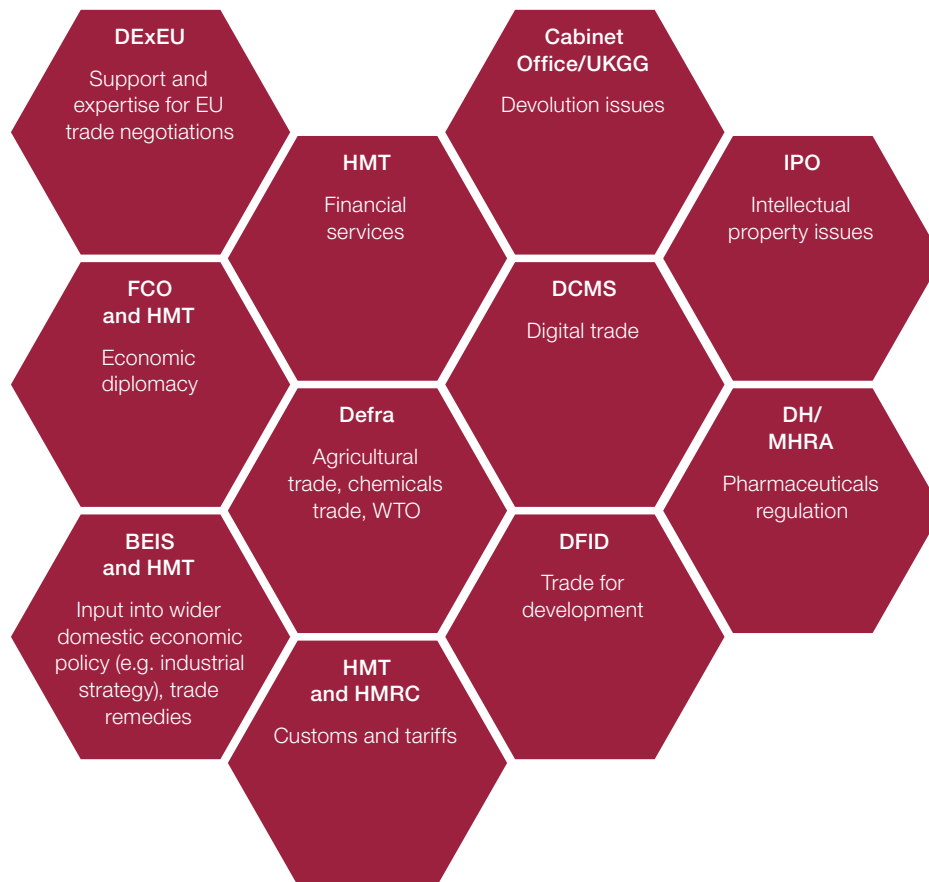 DExEU
Support and
expertise for EU
trade negotiations
Cabinet
Office/UKGG
Devolution issues
HMT
Financial
services
IPO
Intellectual
property issues
FCO
and HMT
Economic
diplomacy
DCMS
Digital trade
Defra
Agricultural
trade, chemicals
trade, WTO
DH/
MHRA
Pharmaceuticals
regulation
BEIS
and HMT
Input into wider
domestic economic
policy (e.g. industrial
strategy), trade
remedies
DFID
Trade for
development
HMT
and HMRC
Customs and tariffs